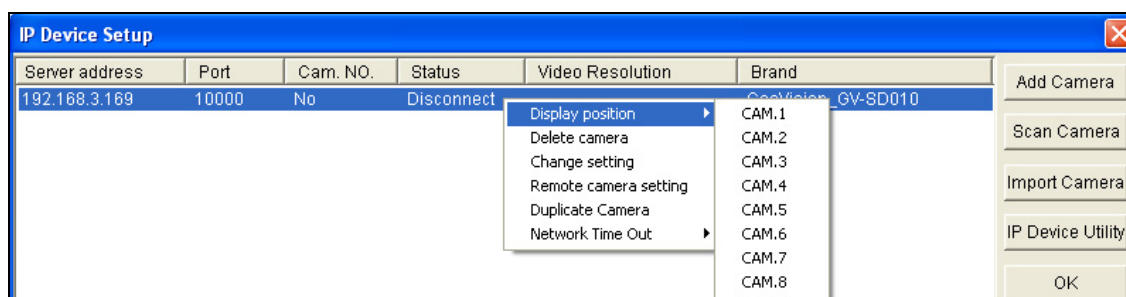 IP Device Setup
Server address Port Cam. NO. Status Video Resolution Brand
192.168.3.169 10000 No Disconnect GeoVision_GV-SD010
Display position
Delete camera
Change setting
Remote camera setting
Duplicate Camera
Network Time Out
CAM.1
CAM.2
CAM.3
CAM.4
CAM.5
CAM.6
CAM.7
CAM.8
Add Camera
Scan Camera
Import Camera
IP Device Utility
OK